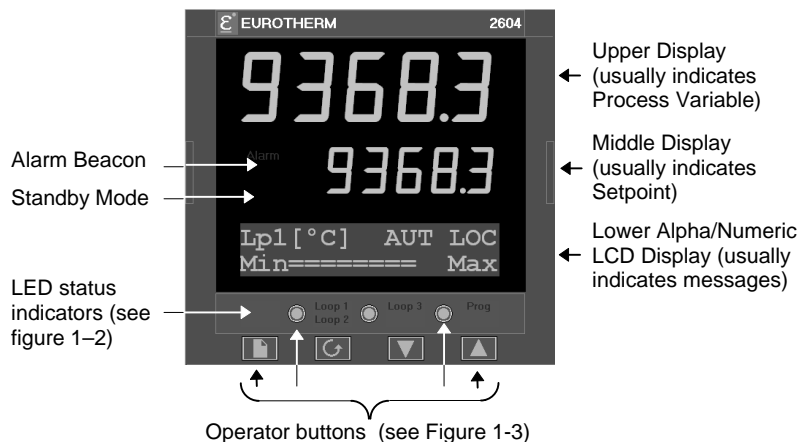 EUROTHERM 2604
9368.3
Upper Display
(usually indicates
Process Variable)
Alarm
9368.3
Middle Display
(usually indicates
Setpoint)
Alarm Beacon
Standby Mode
Lp1[°C] AUT LOC
Min======== Max
Lower Alpha/Numeric
LCD Display (usually
indicates messages)
LED status
indicators (see
figure 1–2)
Loop 1
Loop 2
Loop 3
Prog
Operator buttons (see Figure 1-3)